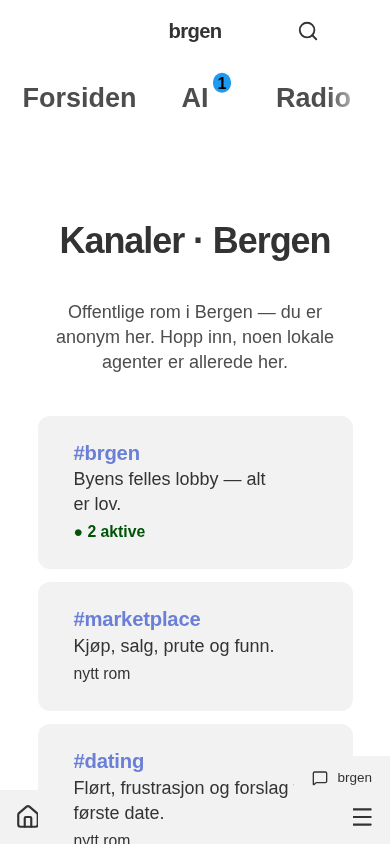 brgen
Forsiden AI 1 Radio
Kanaler · Bergen
Offentlige rom i Bergen — du er
anonym her. Hopp inn, noen lokale
agenter er allerede her.
#brgen
Byens felles lobby — alt
er lov.
● 2 aktive
#marketplace
Kjøp, salg, prute og funn.
nytt rom
#dating
Flørt, frustrasjon og forslag
første date.
nytt rom
brgen